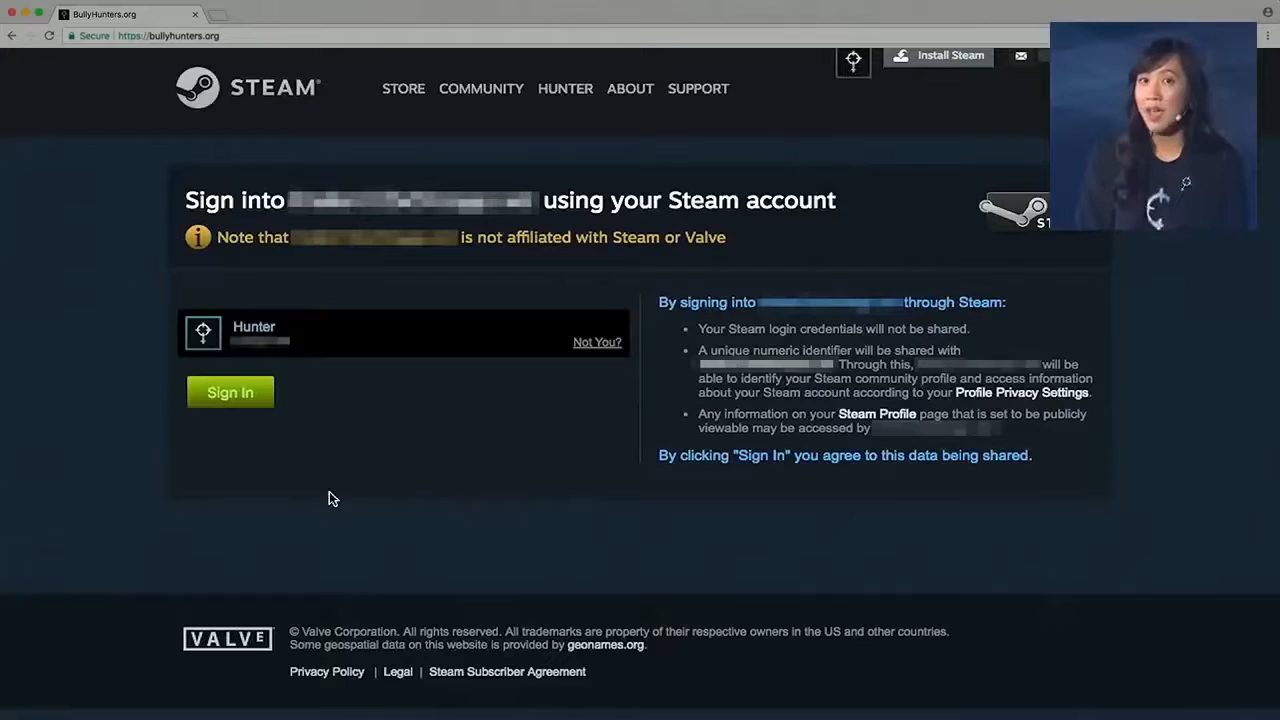 BullyHunters.org
Secure https://bullyhunters.org
Install Steam
STEAM
STORE COMMUNITY HUNTER ABOUT SUPPORT
Sign into using your Steam account
Note that is not affiliated with Steam or Valve
ST
Hunter
Not You?
Sign In
By signing into through Steam:
Your Steam login credentials will not be shared.
A unique numeric identifier will be shared with
Through this, will be
able to identify your Steam community profile and access information
about your Steam account according to your Profile Privacy Settings.
Any information on your Steam Profile page that is set to be publicly
viewable may be accessed by
By clicking "Sign In" you agree to this data being shared.
VALVE
© Valve Corporation. All rights reserved. All trademarks are property of their respective owners in the US and other countries.
Some geospatial data on this website is provided by geonames.org.
Privacy Policy | Legal | Steam Subscriber Agreement